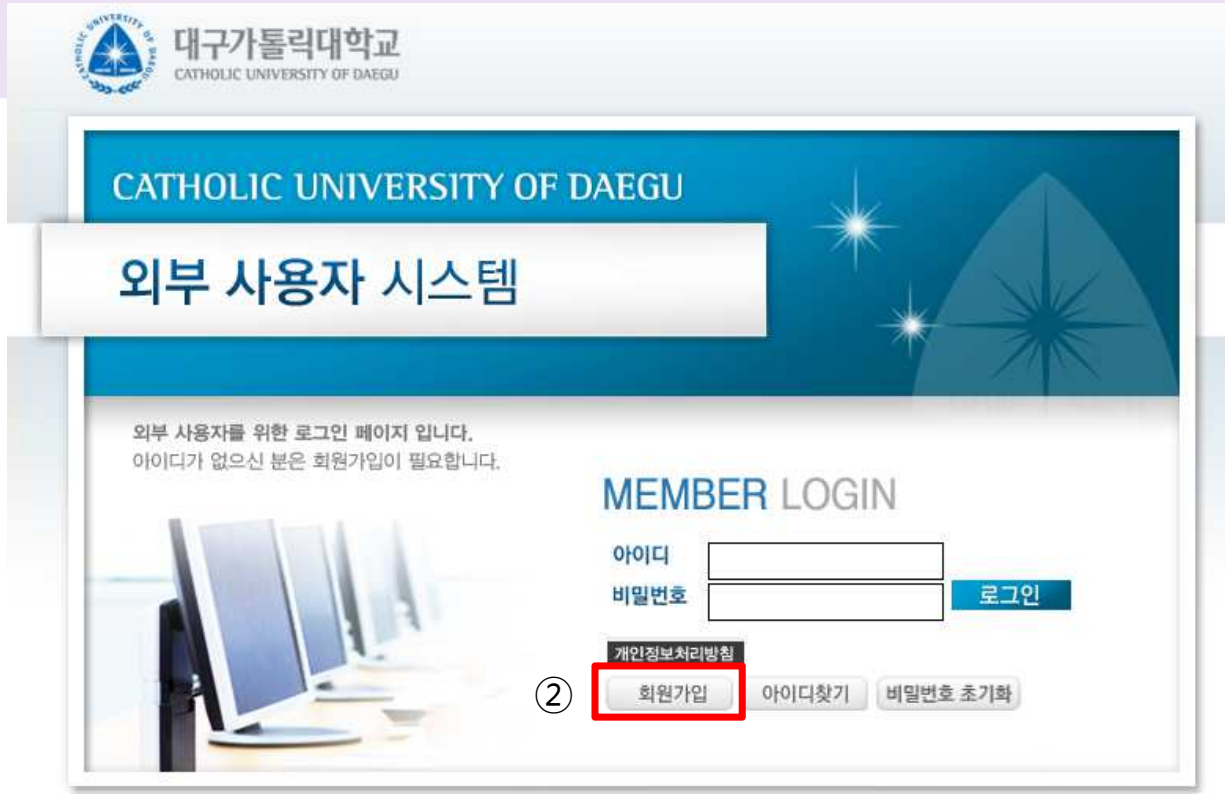 CATHOLIC UNIVERSITY OF DAEGU
대구가톨릭대학교
CATHOLIC UNIVERSITY OF DAEGU
CATHOLIC UNIVERSITY OF DAEGU
외부 사용자 시스템
외부 사용자를 위한 로그인 페이지 입니다.
아이디가 없으신 분은 회원가입이 필요합니다.
MEMBER LOGIN
아이디
비밀번호
로그인
개인정보처리방침
② 회원가입 아이디찾기 비밀번호 초기화